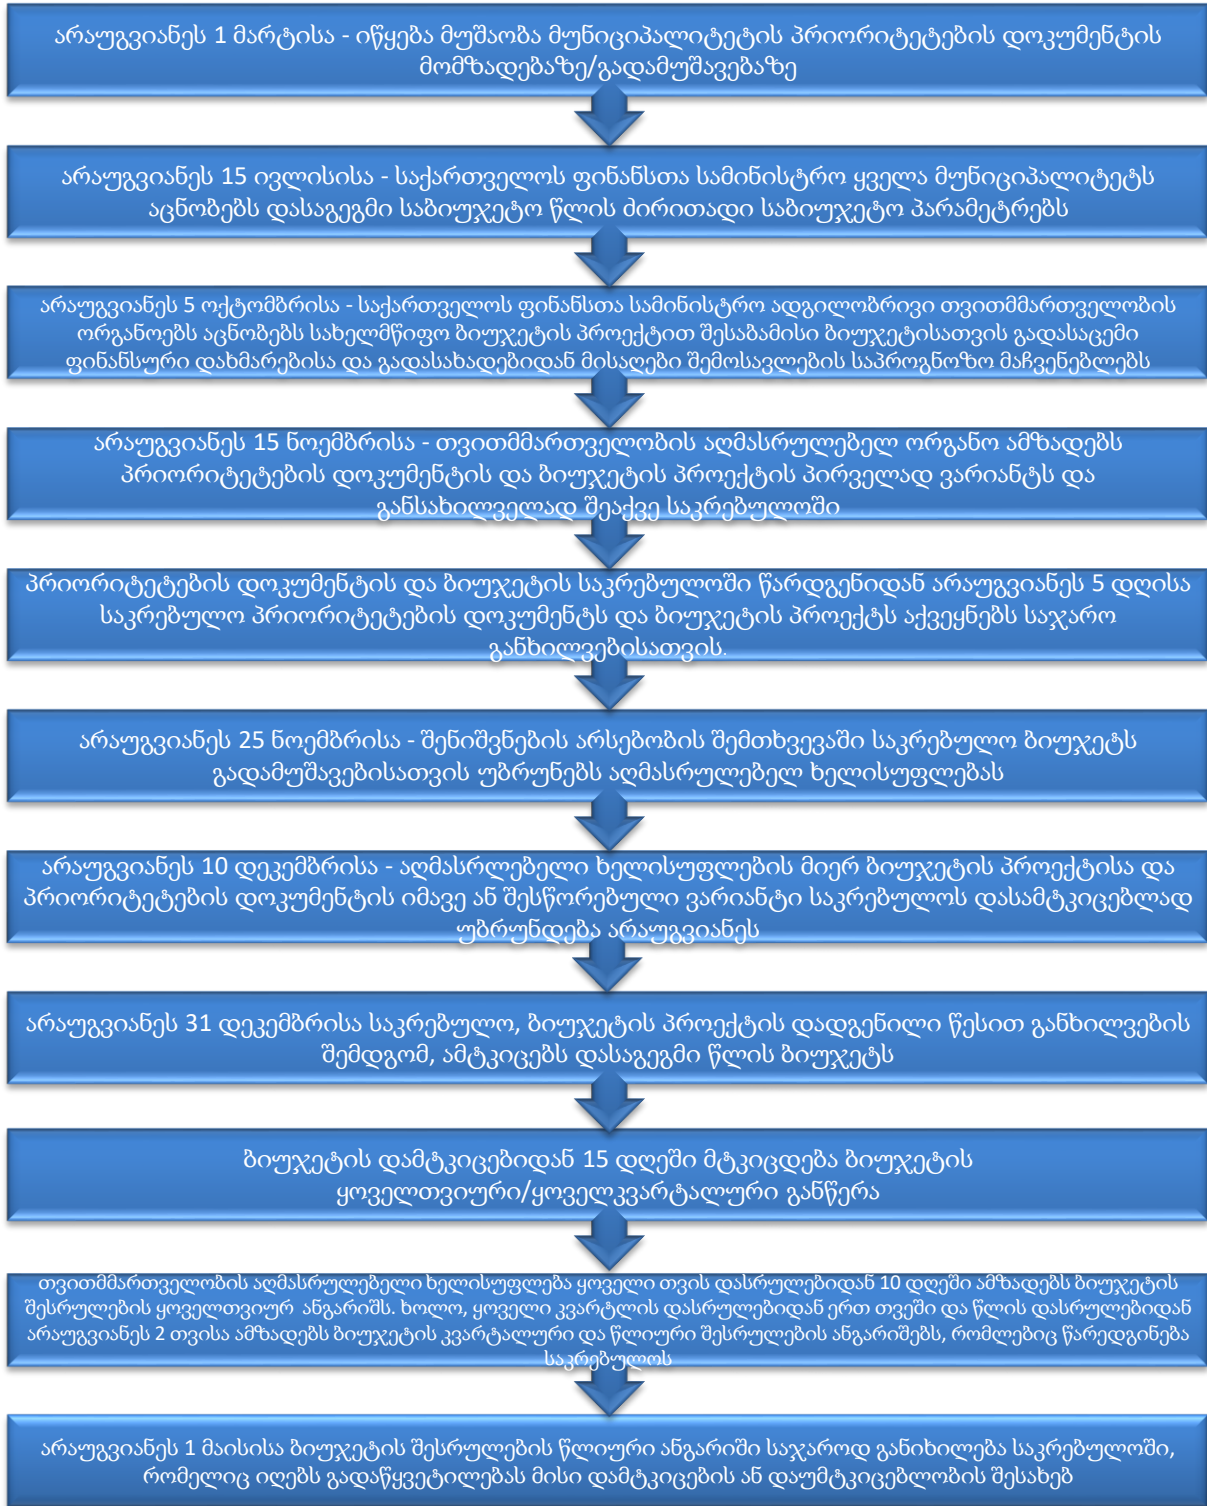 არაუგვიანეს 1 მარტისა - იწყება მუშაობა მუნიციპალიტეტის პრიორიტეტების დოკუმენტის
მომზადებაზე/გადამუშავებაზე
არაუგვიანეს 15 ივლისისა - საქართველოს ფინანსთა სამინისტრო ყველა მუნიციპალიტეტს
აცნობებს დასაგეგმი საბიუჯეტო წლის ძირითადი საბიუჯეტო პარამეტრებს
არაუგვიანეს 5 ოქტომბრისა - საქართველოს ფინანსთა სამინისტრო ადგილობრივი თვითმმართველობის
ორგანოებს აცნობებს სახელმწიფო ბიუჯეტის პროექტით შესაბამისი ბიუჯეტისათვის გადასაცემი
ფინანსური დახმარებისა და გადასახადებიდან მისაღები შემოსავლების საპროგნოზო მაჩვენებლებს
არაუგვიანეს 15 ნოემბრისა - თვითმმართველობის აღმასრულებელ ორგანო ამზადებს
პრიორიტეტების დოკუმენტის და ბიუჯეტის პროექტის პირველად ვარიანტს და
განსახილველად შეაქვე საკრებულოში
პრიორიტეტების დოკუმენტის და ბიუჯეტის საკრებულოში წარდგენიდან არაუგვიანეს 5 დღისა
საკრებულო პრიორიტეტების დოკუმენტს და ბიუჯეტის პროექტს აქვეყნებს საჯარო
განხილვებისათვის.
არაუგვიანეს 25 ნოემბრისა - შენიშვნების არსებობის შემთხვევაში საკრებულო ბიუჯეტს
გადამუშავებისათვის უბრუნებს აღმასრულებელ ხელისუფლებას
არაუგვიანეს 10 დეკემბრისა - აღმასრლებელი ხელისუფლების მიერ ბიუჯეტის პროექტისა და
პრიორიტეტების დოკუმენტის იმავე ან შესწორებული ვარიანტი საკრებულოს დასამტკიცებლად
უბრუნდება არაუგვიანეს
არაუგვიანეს 31 დეკემბრისა საკრებულო, ბიუჯეტის პროექტის დადგენილი წესით განხილვების
შემდგომ, ამტკიცებს დასაგეგმი წლის ბიუჯეტს
ბიუჯეტის დამტკიცებიდან 15 დღეში მტკიცდება ბიუჯეტის
ყოველთვიური/ყოველკვარტალური განწერა
თვითმმართველობის აღმასრულებელი ხელისუფლება ყოველი თვის დასრულებიდან 10 დღეში ამზადებს ბიუჯეტის
შესრულების ყოველთვიურ ანგარიშს. ხოლო, ყოველი კვარტლის დასრულებიდან ერთ თვეში და წლის დასრულებიდან
არაუგვიანეს 2 თვისა ამზადებს ბიუჯეტის კვარტალური და წლიური შესრულების ანგარიშებს, რომლებიც წარედგინება
საკრებულოს
არაუგვიანეს 1 მაისისა ბიუჯეტის შესრულების წლიური ანგარიში საჯაროდ განიხილება საკრებულოში,
რომელიც იღებს გადაწყვეტილებას მისი დამტკიცების ან დაუმტკიცებლობის შესახებ